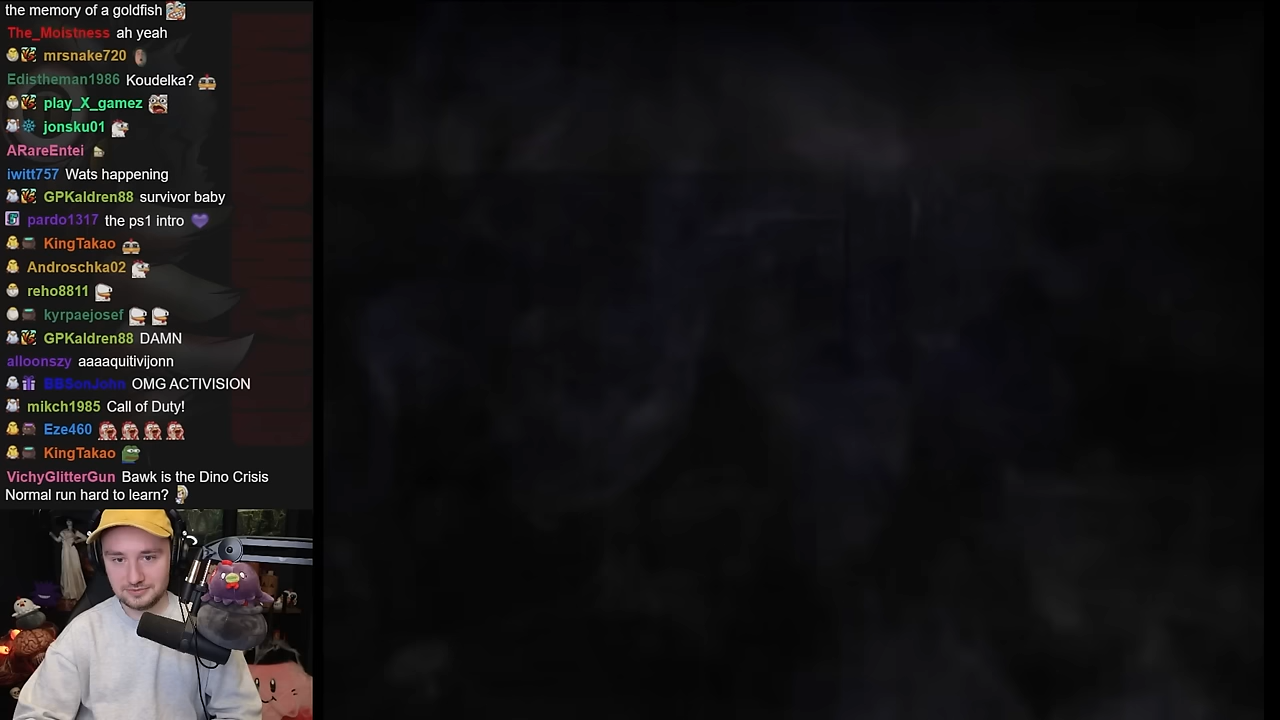 the memory of a goldfish
The_Moistness ah yeah
mrsnake720
Edistheman1986 Koudelka?
play_X_gamez
jonsku01
ARareEntei
iwitt757 Wats happening
GPKaldren88 survivor baby
pardo1317 the ps1 intro
KingTakao
Androschka02
reho8811
kyrpaejosef
GPKaldren88 DAMN
alloonszy aaaaquitivijonn
BBSonJohn OMG ACTIVISION
mikch1985 Call of Duty!
Eze460
KingTakao
VichyGlitterGun Bawk is the Dino Crisis
Normal run hard to learn?